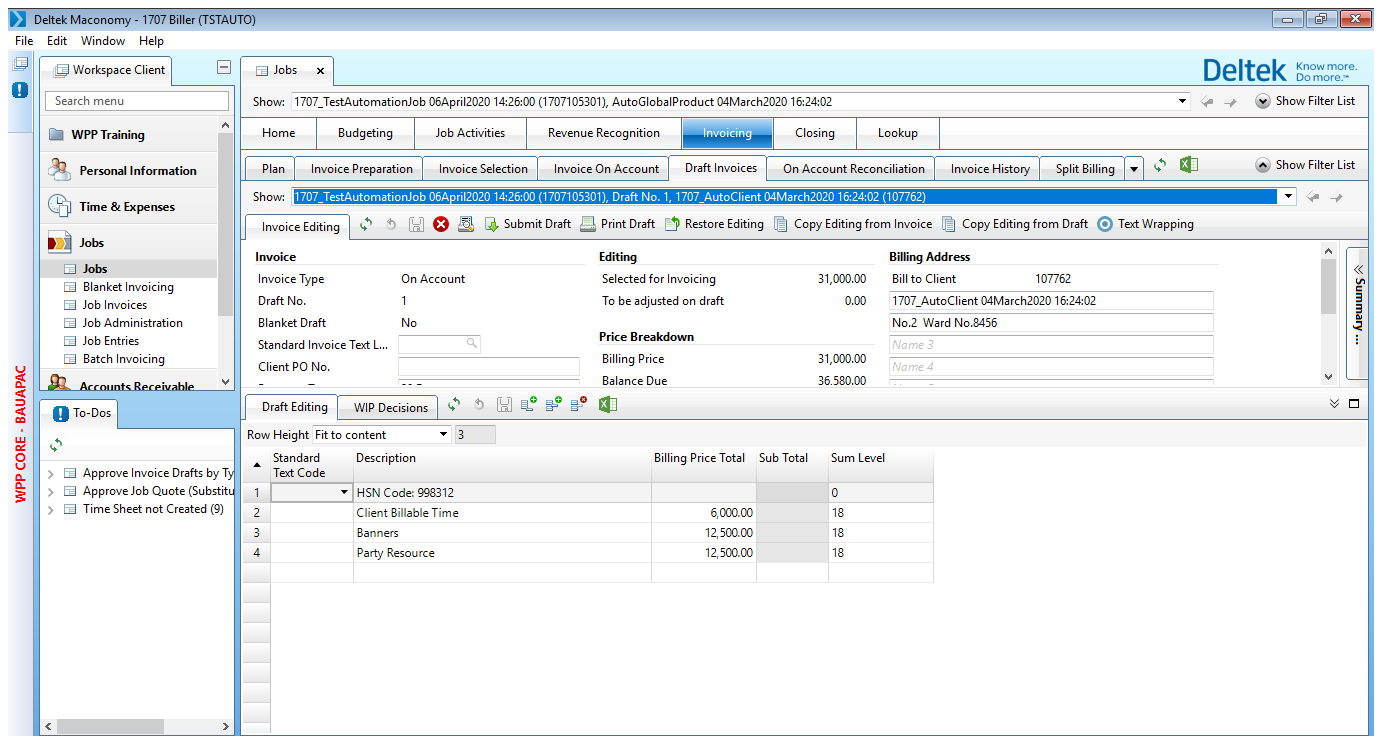 Deltek Maconomy - 1707 Biller (TSTAUTO)
File Edit Window Help
Workspace Client
Search menu
WPP Training
Personal Information
Time & Expenses
Jobs
Jobs
Blanket Invoicing
Job Invoices
Job Administration
Job Entries
Batch Invoicing
Accounts Receivable
WPP CORE - BAUAPAC
To-Dos
Approve Invoice Drafts by Ty
Approve Job Quote (Substitu
Time Sheet not Created (9)
Jobs x
Deltek Know more.
Do more.™
Show: 1707_TestAutomationJob 06April2020 14:26:00 (1707105301), AutoGlobalProduct 04March2020 16:24:02 Show Filter List
Home Budgeting Job Activities Revenue Recognition Invoicing Closing Lookup
Plan Invoice Preparation Invoice Selection Invoice On Account Draft Invoices On Account Reconciliation Invoice History Split Billing Show Filter List
Show: 1707_TestAutomationJob 06April2020 14:26:00 (1707105301), Draft No. 1, 1707_AutoClient 04March2020 16:24:02 (107762)
Invoice Editing Submit Draft Print Draft Restore Editing Copy Editing from Invoice Copy Editing from Draft Text Wrapping
Invoice Editing Billing Address
Invoice Type On Account Selected for Invoicing 31,000.00 Bill to Client 107762
Draft No. 1 To be adjusted on draft 0.00 1707_AutoClient 04March2020 16:24:02
Blanket Draft No No.2 Ward No.8456
Standard Invoice Text L... Price Breakdown Name 3
Client PO No. Billing Price 31,000.00 Name 4
Balance Due 36,580.00
Summary ...
Draft Editing WIP Decisions
Row Height Fit to content 3
Standard Text Code Description Billing Price Total Sub Total Sum Level
1 HSN Code: 998312 0
2 Client Billable Time 6,000.00 18
3 Banners 12,500.00 18
4 Party Resource 12,500.00 18